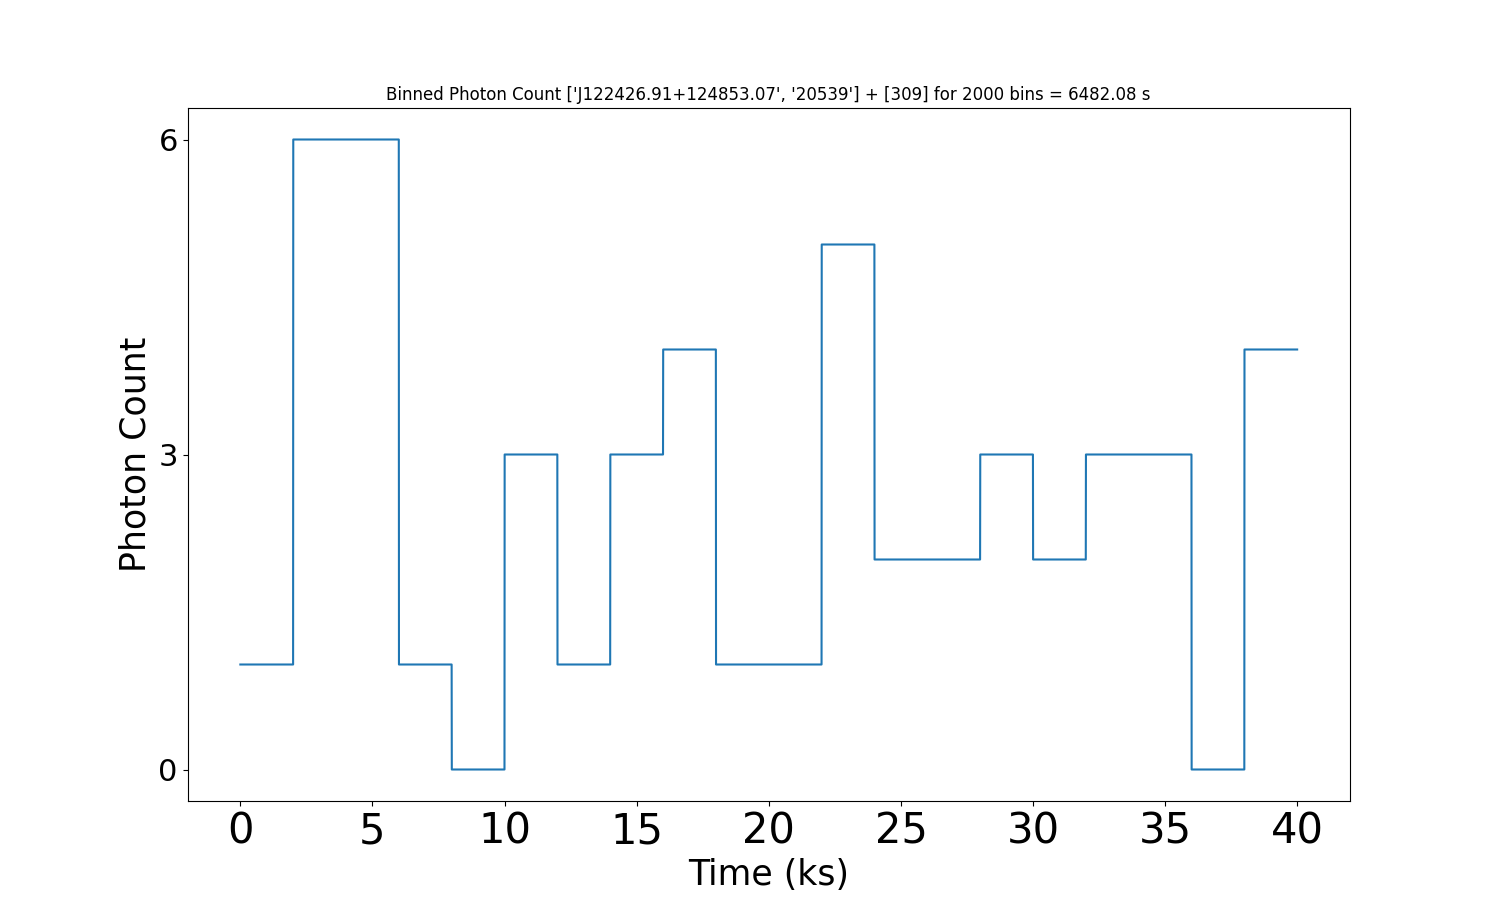 Binned Photon Count ['J122426.91+124853.07', '20539'] + [309] for 2000 bins = 6482.08 s
6
3
0
Photon Count
0 5 10 15 20 25 30 35 40
Time (ks)